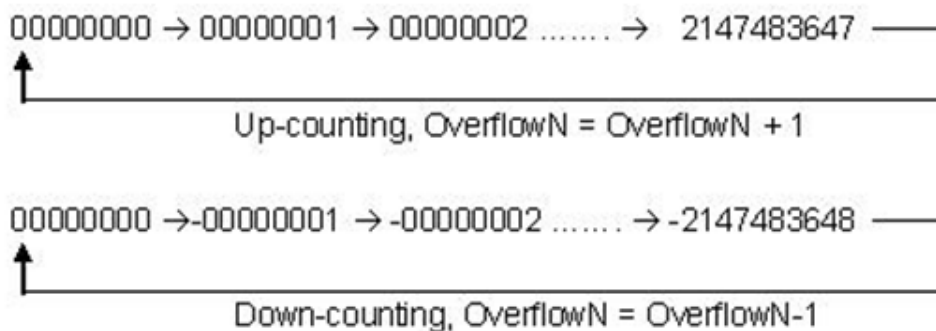 00000000 → 00000001 → 00000002 ....... → 2147483647
Up-counting, OverflowN = OverflowN + 1
00000000 →-00000001 → -00000002 ....... → -2147483648
Down-counting, OverflowN = OverflowN-1